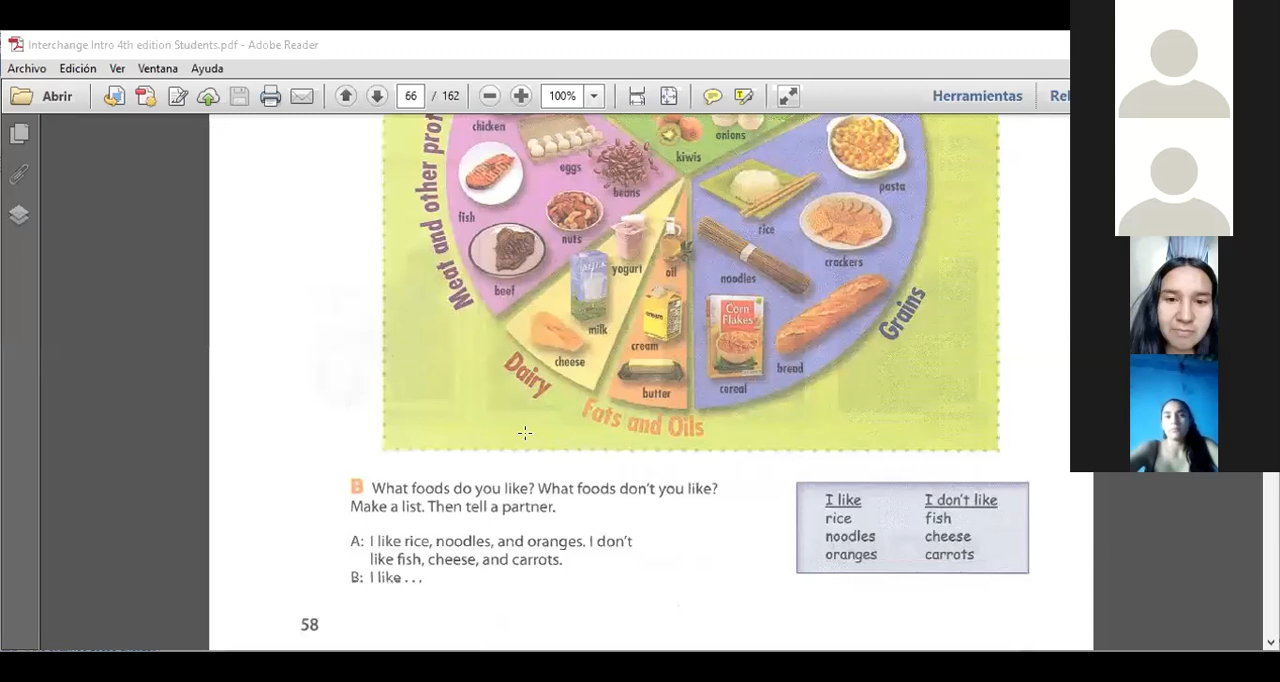 Interchange Intro 4th edition Students.pdf - Adobe Reader
Archivo Edición Ver Ventana Ayuda
Abrir 66 / 162 100% Herramientas Rel
chicken
eggs
beans
fish
nuts
beef
Meat and other prot
kiwis
onions
pasta
rice
crackers
noodles
Corn Flakes
cereal
bread
Grains
yogurt
milk
cheese
Dairy
oil
cream
butter
Fats and Oils
B What foods do you like? What foods don't you like?
Make a list. Then tell a partner.
A: I like rice, noodles, and oranges. I don't
like fish, cheese, and carrots.
B: I like . . .
I like I don't like
rice fish
noodles cheese
oranges carrots
58